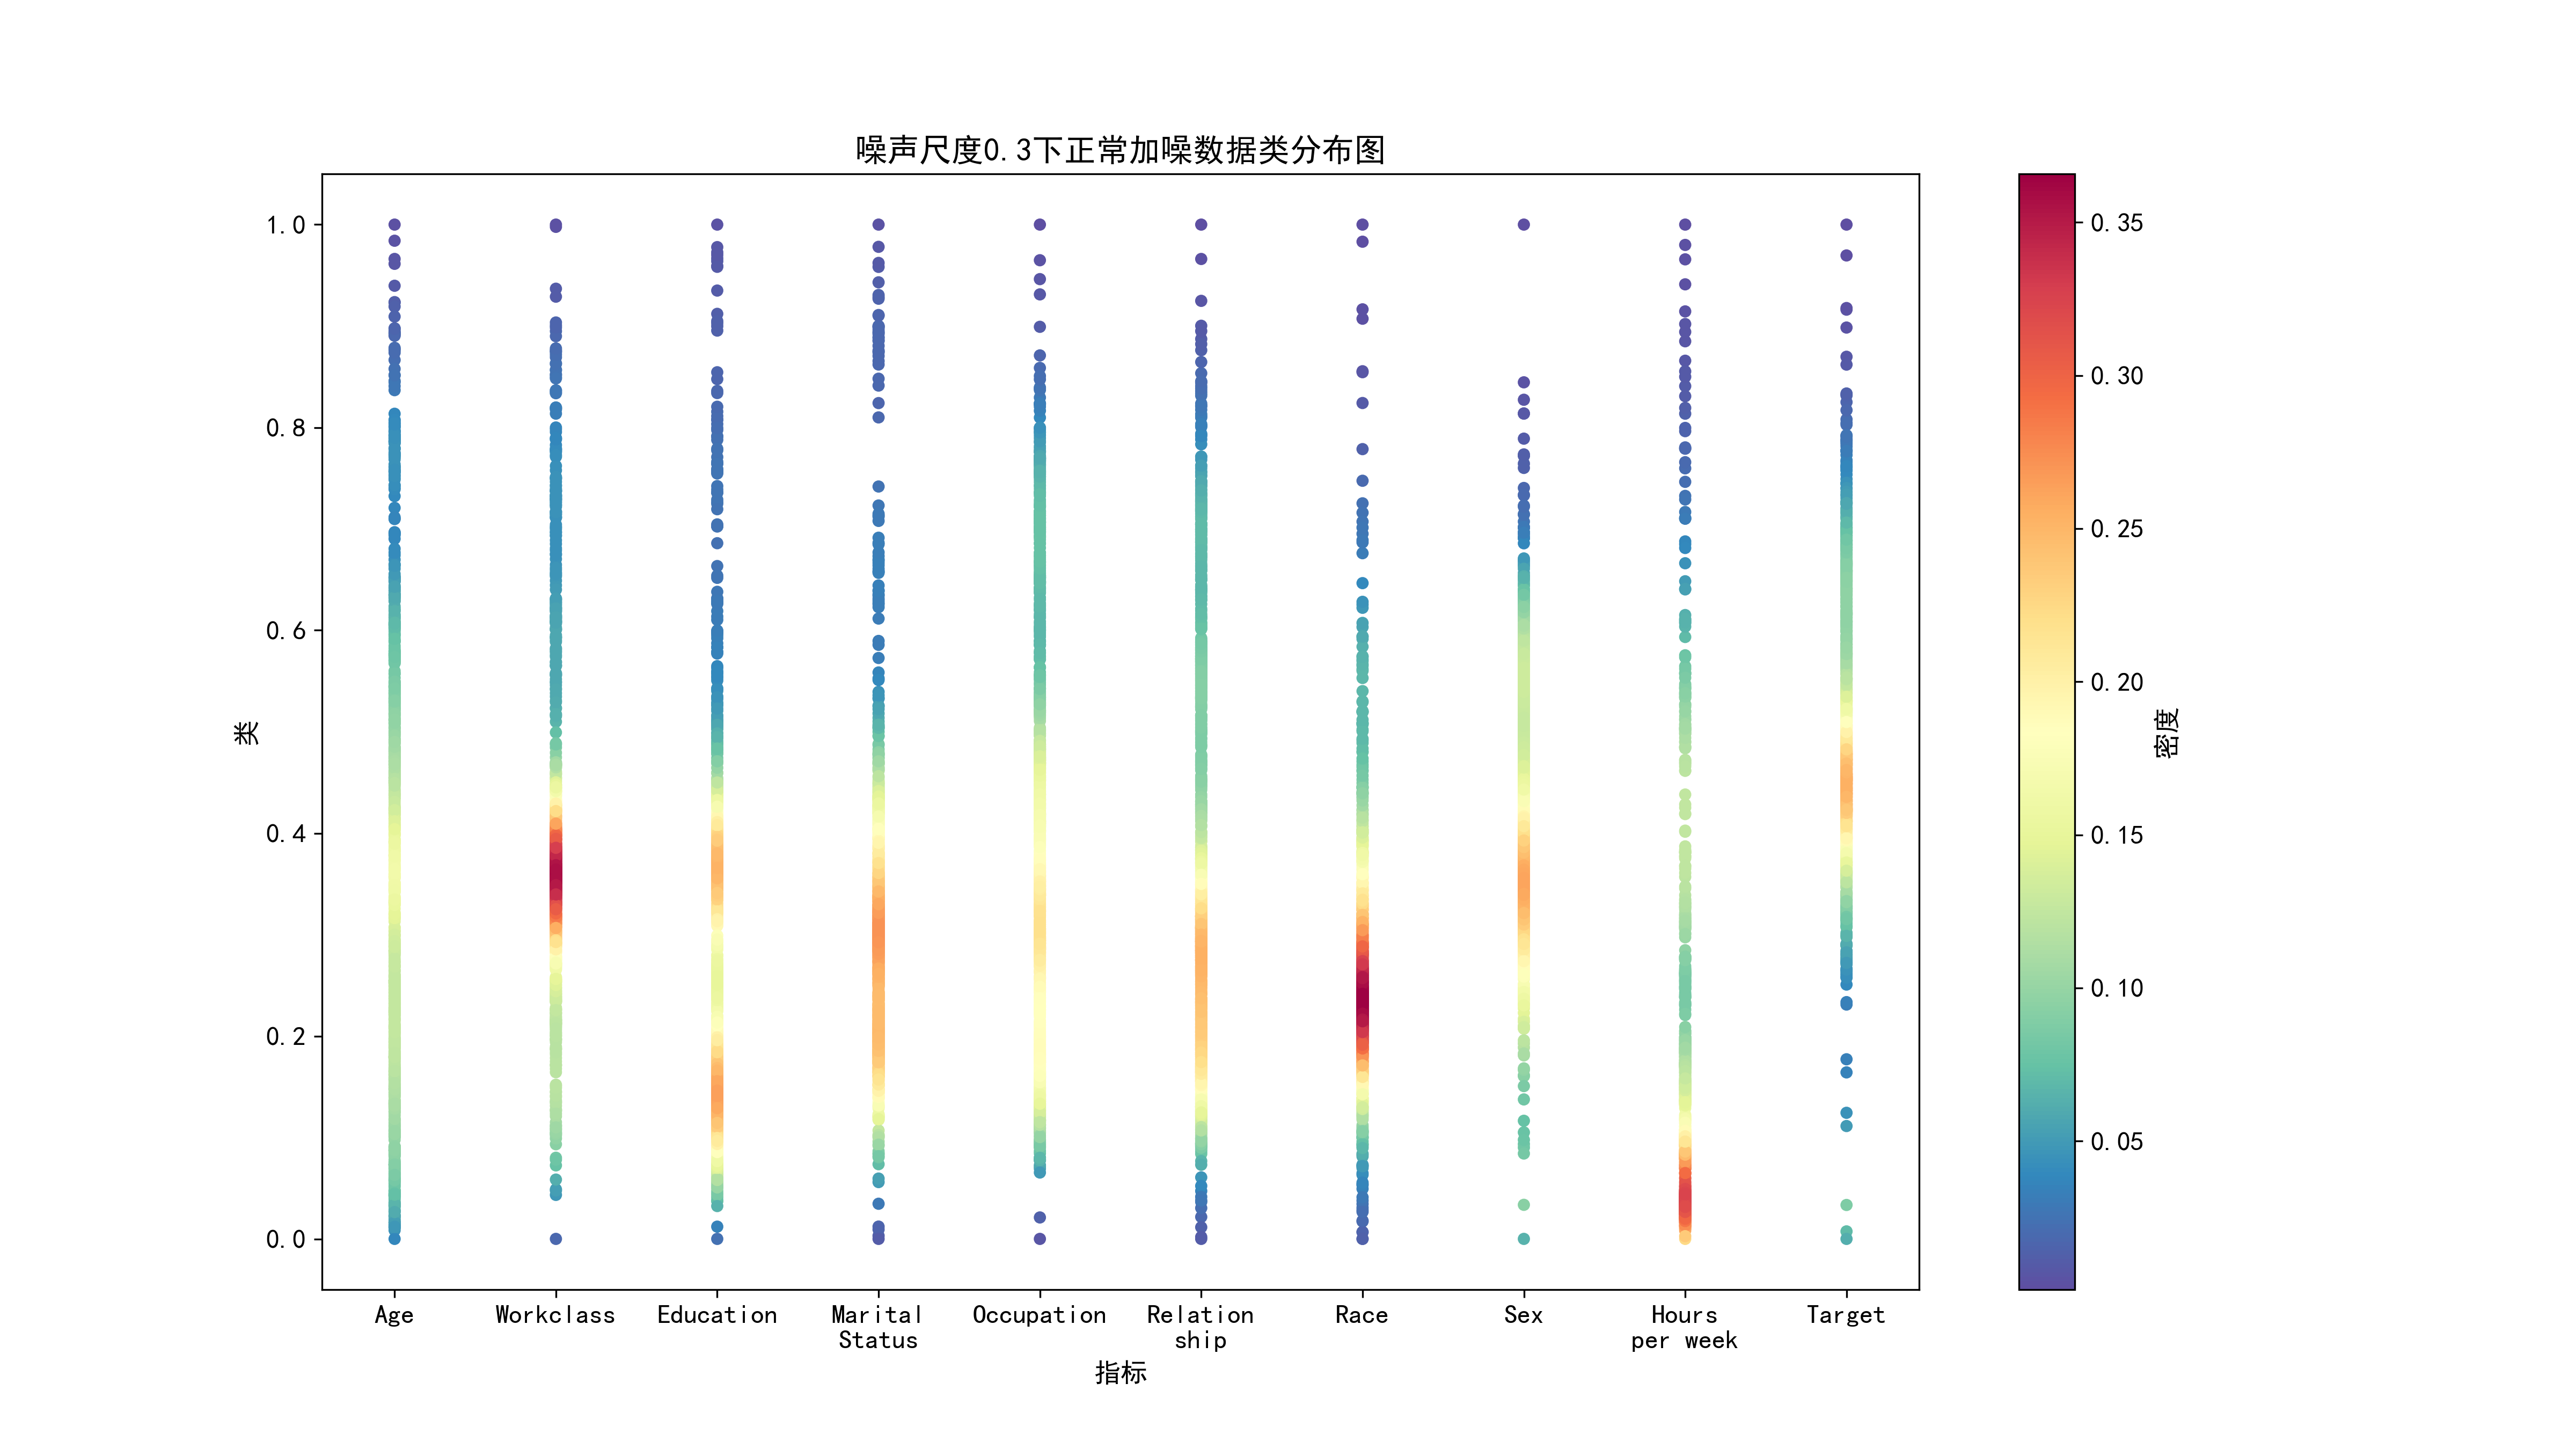 噪声尺度0.3下正常加噪数据类分布图
1.0
0.8
0.6
0.4
0.2
0.0
类
Age
Workclass
Education
Marital
Status
Occupation
Relation
ship
Race
Sex
Hours
per week
Target
指标
0.35
0.30
0.25
0.20
0.15
0.10
0.05
密度